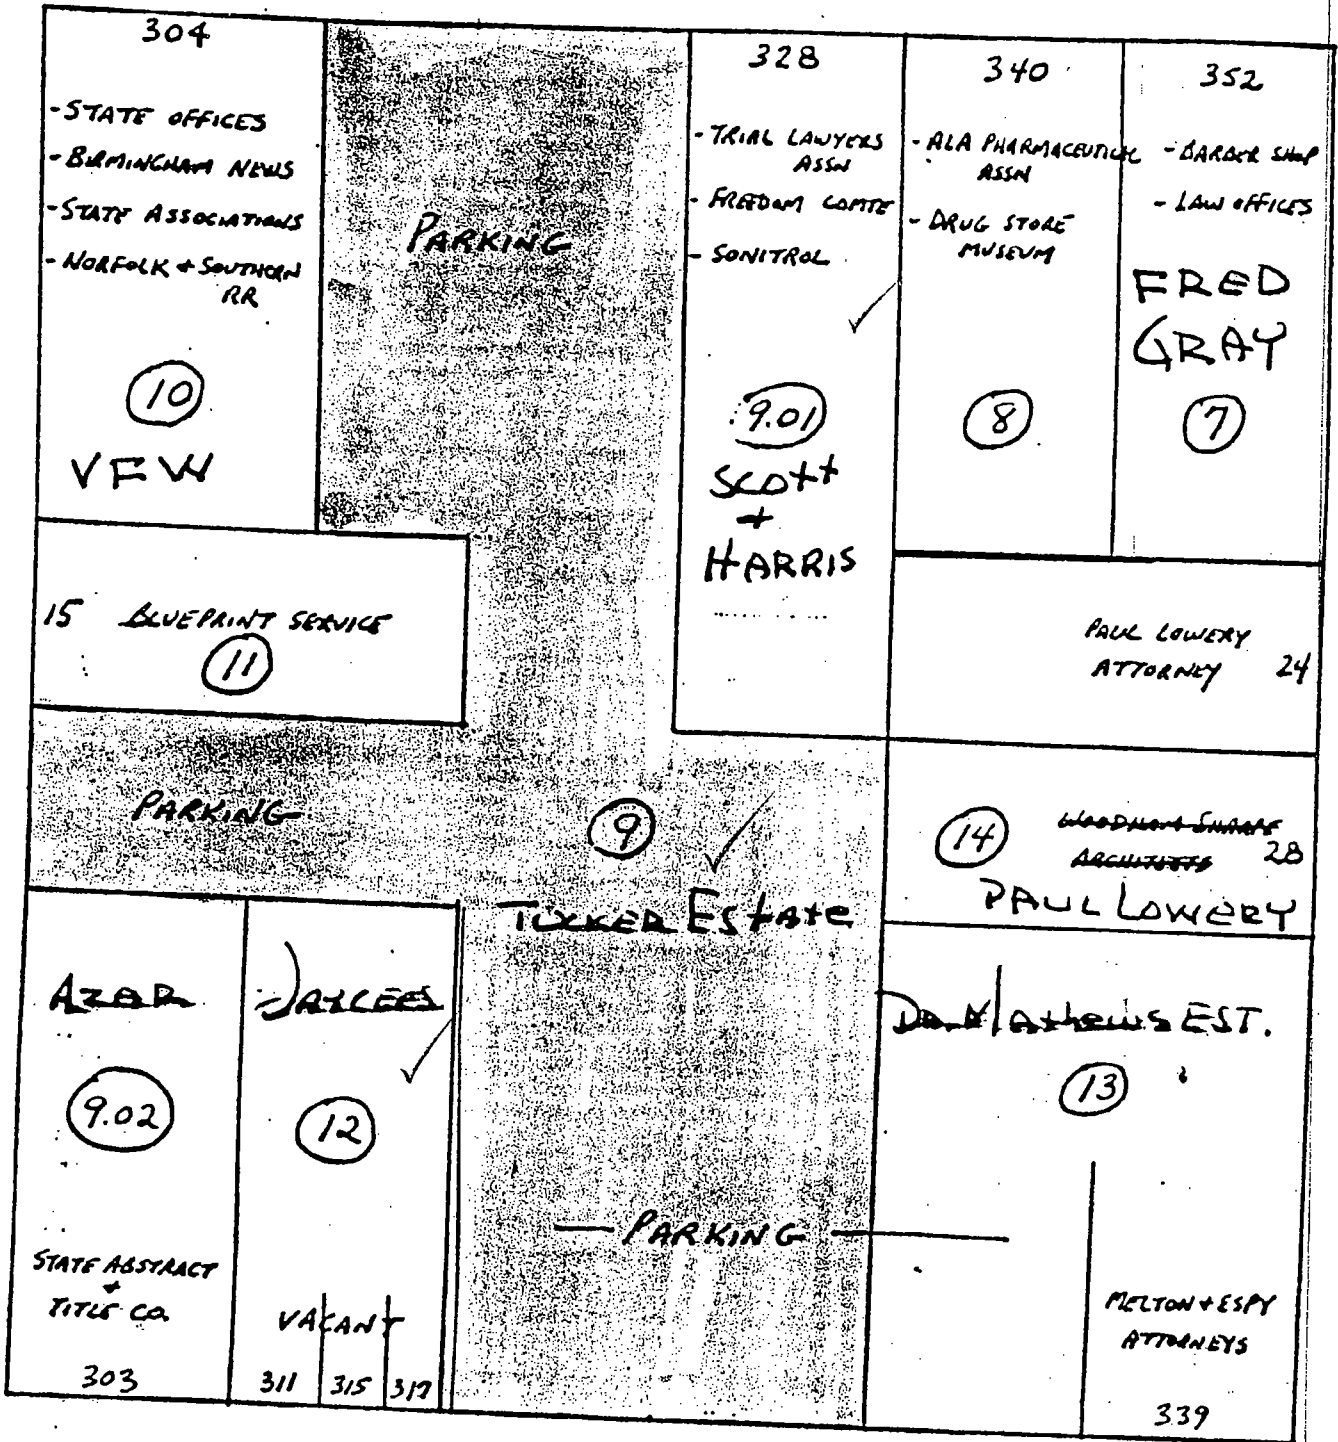 304
- STATE OFFICES
- BIRMINGHAM NEWS
- STATE ASSOCIATIONS
- NORFOLK + SOUTHERN
RR
10
VFW
PARKING
328
- TRIAL LAWYERS
ASSN
- FREEDOM COMTE
- SONITROL
9.01
SCOTT
+
HARRIS
340
- ALA PHARMACEUTICAL
ASSN
- DRUG STORE
MUSEUM
8
352
- BARBER SHOP
- LAW OFFICES
FRED
GRAY
7
15 BLUEPRINT SERVICE
11
PAUL LOWERY
ATTORNEY 24
PARKING
9
TUCKER EStAtE
14
WOODHAM SHARPE
ARCHITECTS 28
PAUL LOWERY
AZAR
9.02
STATE ABSTRACT
+
TITLE CO.
303
JAYCEES
12
VACANT
311 315 317
— PARKING —
DR. MAthews EST.
13
MELTON + ESPY
ATTORNEYS
339